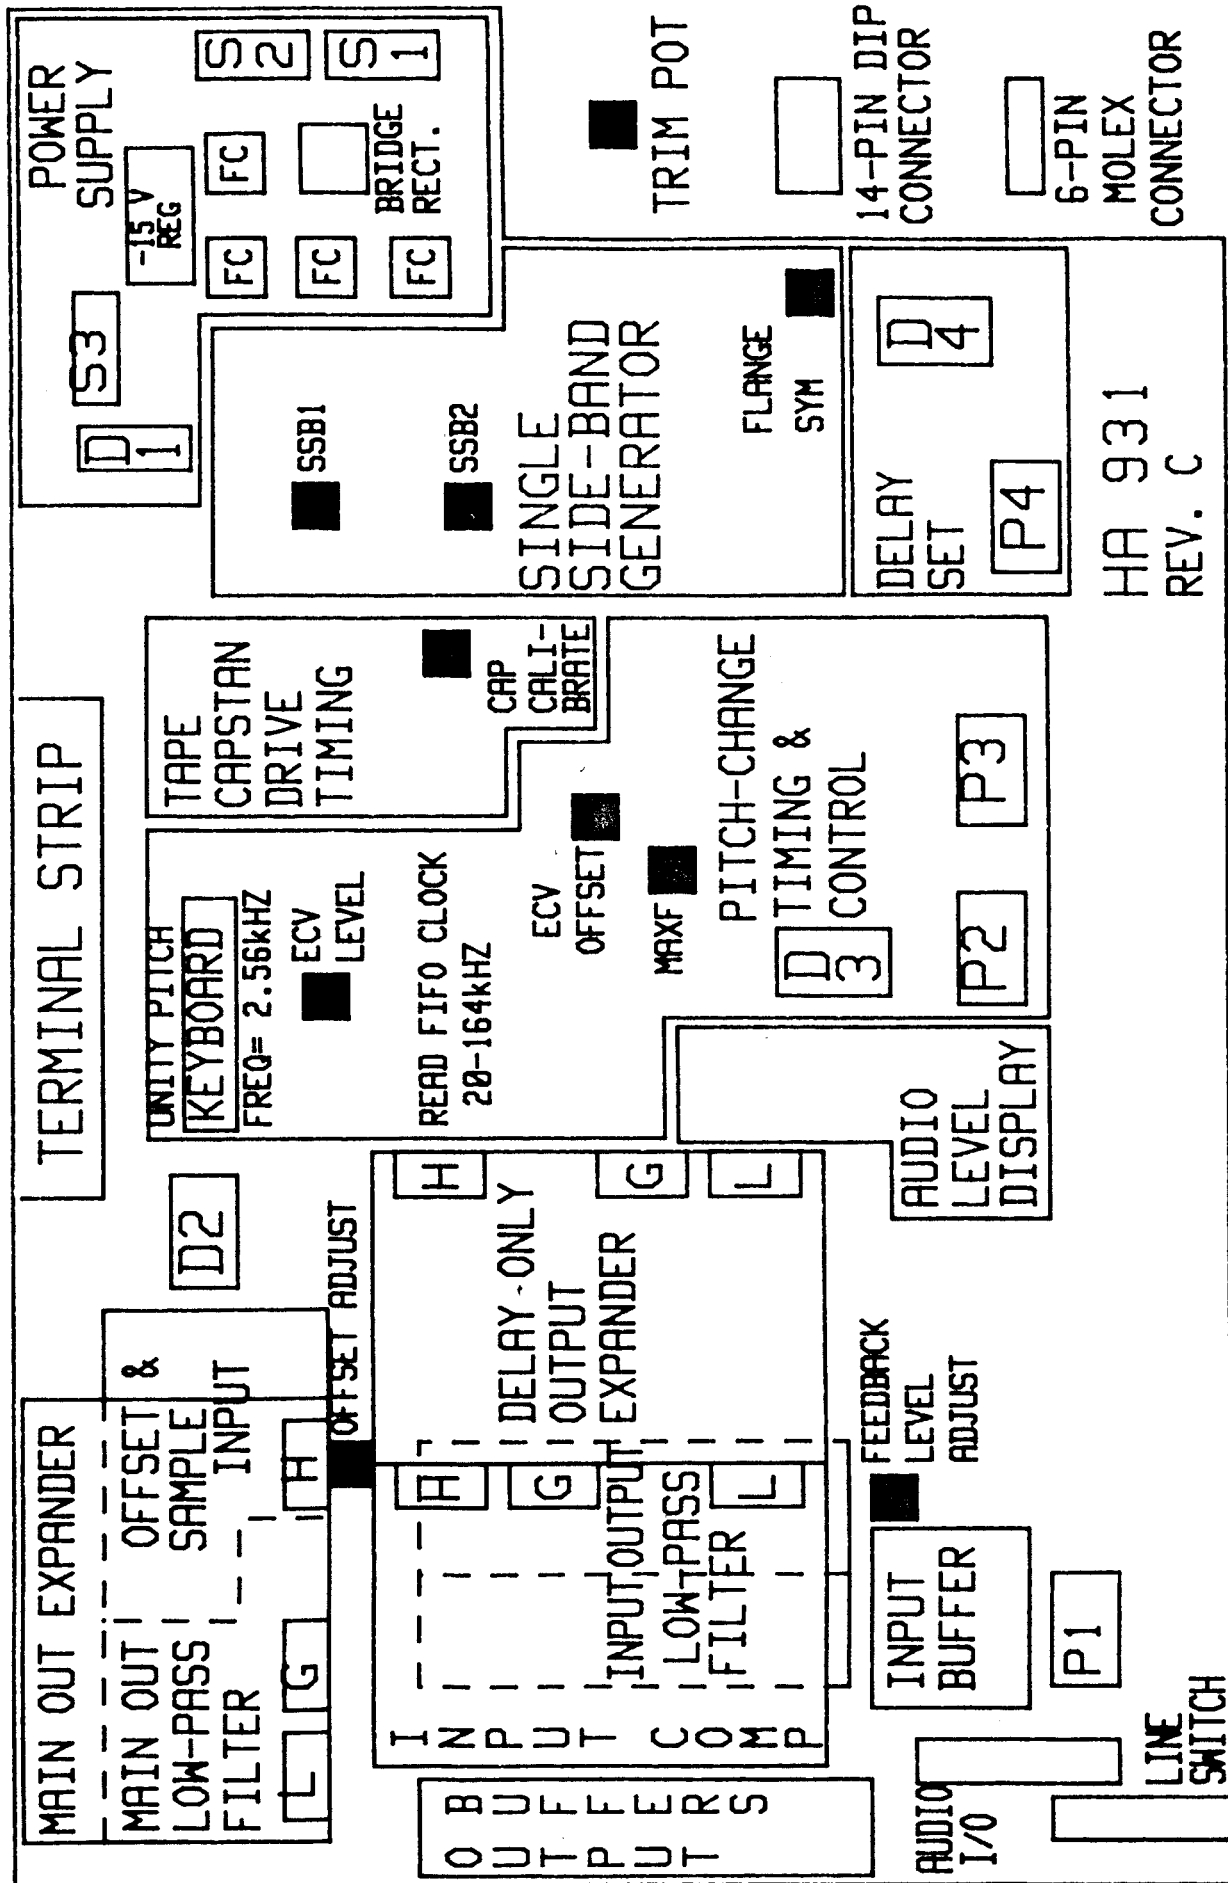 MAIN OUT EXPANDER
MAIN OUT
LOW-PASS
FILTER
OFFSET &
SAMPLE
INPUT
L
G
H
D2
TERMINAL STRIP
OFFSET ADJUST
UNITY PITCH
KEYBOARD
FREQ= 2.56kHZ
ECV
LEVEL
READ FIFO CLOCK
20-164kHZ
ECV
OFFSET
MAXF
PITCH-CHANGE
TIMING &
CONTROL
D
3
P2
P3
TAPE
CAPSTAN
DRIVE
TIMING
CAP
CALI-
BRATE
POWER
SUPPLY
D
1
S3
-15 V
REG
FC
FC
FC
FC
BRIDGE
RECT.
S
2
S
1
SSB1
SSB2
SINGLE
SIDE-BAND
GENERATOR
FLANGE
SYM
DELAY
SET
P4
D
4
OUTPUT
BUFFERS
INPUT COMP
H
G
L
INPUT
OUTPUT
LOW-PASS
FILTER
DELAY-ONLY
OUTPUT
EXPANDER
H
G
L
AUDIO
LEVEL
DISPLAY
INPUT
BUFFER
FEEDBACK
LEVEL
ADJUST
P1
AUDIO
I/O
LINE
SWITCH
TRIM POT
14-PIN DIP
CONNECTOR
6-PIN
MOLEX
CONNECTOR
HA 931
REV. C